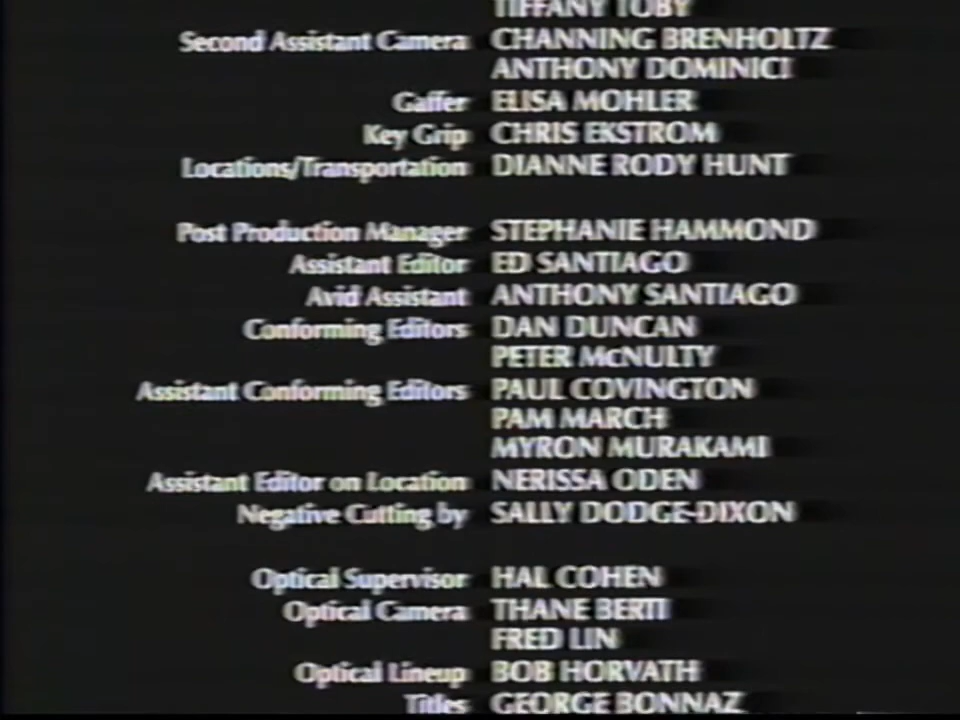 TIFFANY TOBY
Second Assistant Camera CHANNING BRENHOLTZ
ANTHONY DOMINICI
Gaffer ELISA MOHLER
Key Grip CHRIS EKSTROM
Locations/Transportation DIANNE RODY HUNT
Post Production Manager STEPHANIE HAMMOND
Assistant Editor ED SANTIAGO
Avid Assistant ANTHONY SANTIAGO
Conforming Editors DAN DUNCAN
PETER McNULTY
Assistant Conforming Editors PAUL COVINGTON
PAM MARCH
MYRON MURAKAMI
Assistant Editor on Location NERISSA ODEN
Negative Cutting by SALLY DODGE-DIXON
Optical Supervisor HAL COHEN
Optical Camera THANE BERTI
FRED LIN
Optical Lineup BOB HORVATH
Titles GEORGE BONNAZ